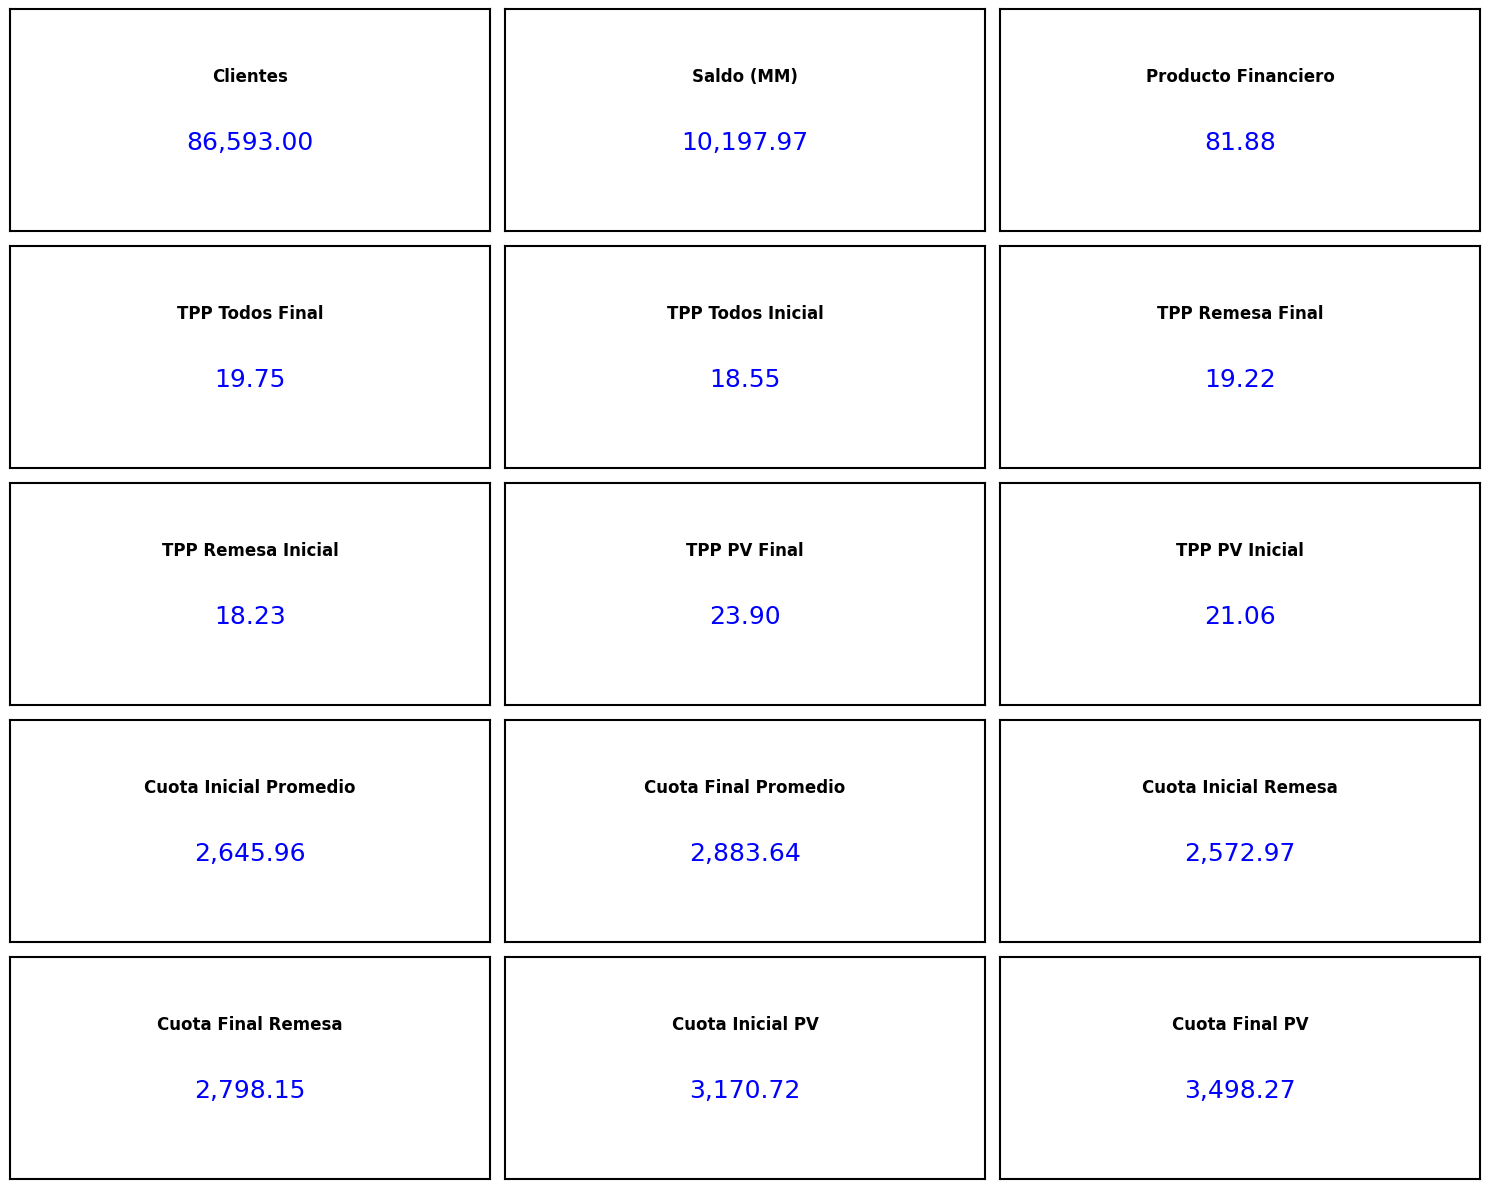 Clientes
86,593.00
Saldo (MM)
10,197.97
Producto Financiero
81.88
TPP Todos Final
19.75
TPP Todos Inicial
18.55
TPP Remesa Final
19.22
TPP Remesa Inicial
18.23
TPP PV Final
23.90
TPP PV Inicial
21.06
Cuota Inicial Promedio
2,645.96
Cuota Final Promedio
2,883.64
Cuota Inicial Remesa
2,572.97
Cuota Final Remesa
2,798.15
Cuota Inicial PV
3,170.72
Cuota Final PV
3,498.27